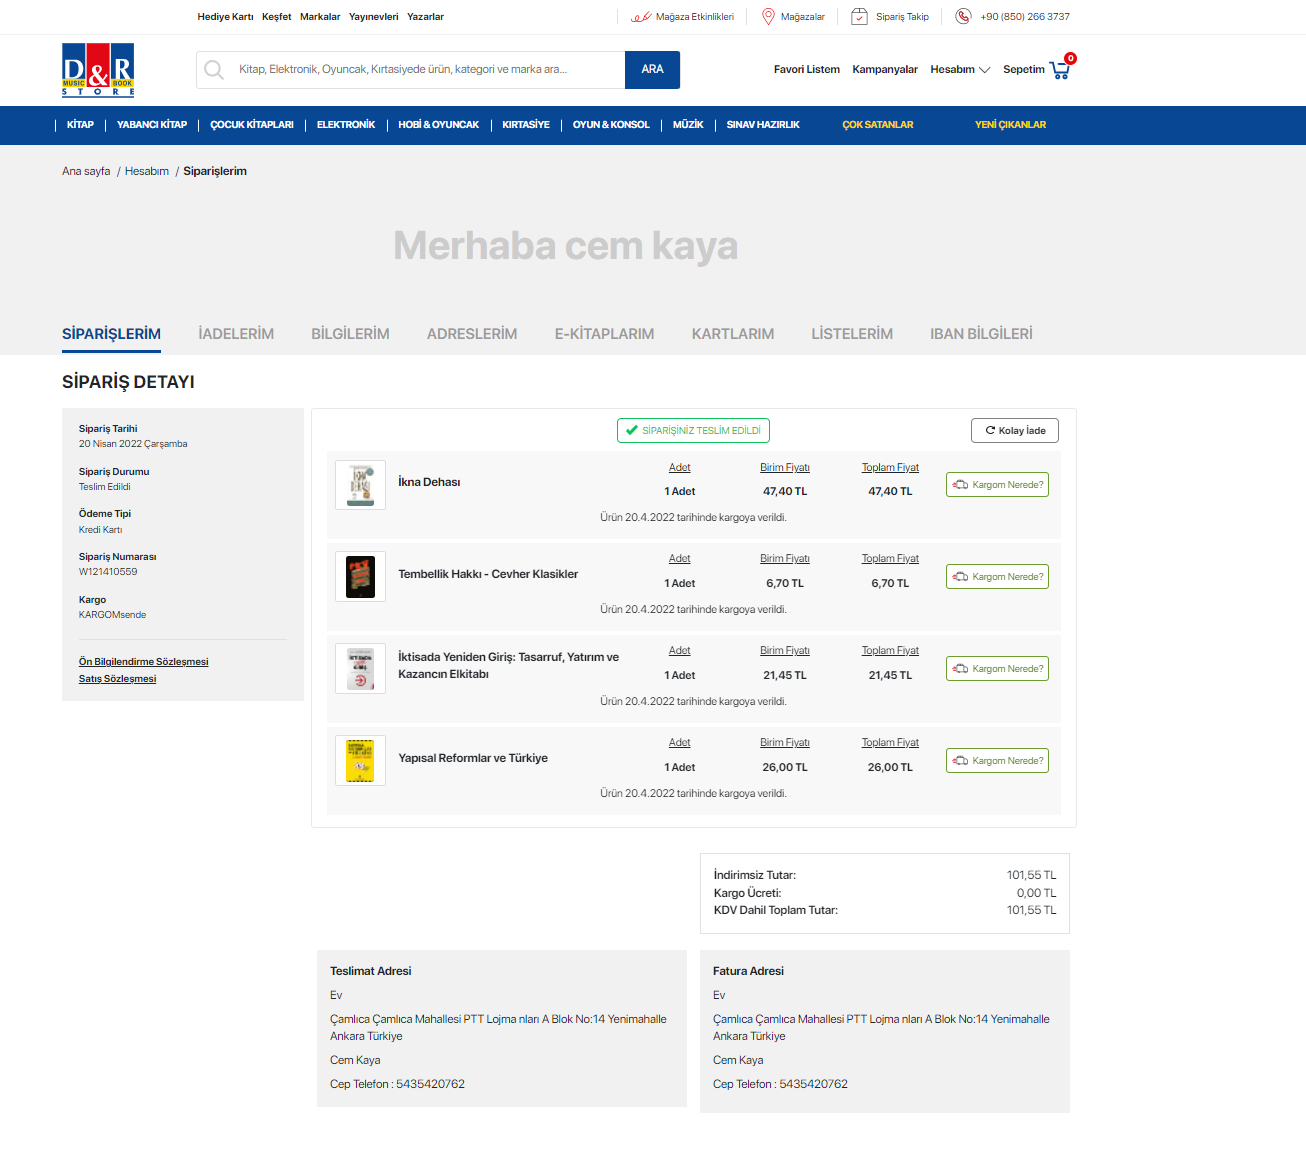 Hediye Kartı Keşfet Markalar Yayınevleri Yazarlar
Mağaza Etkinlikleri Mağazalar Sipariş Takip +90 (850) 266 3737
D&R
MUSIC BOOK
STORE
Kitap, Elektronik, Oyuncak, Kırtasiyede ürün, kategori ve marka ara...
ARA
Favori Listem Kampanyalar Hesabım Sepetim 0
KİTAP YABANCI KİTAP ÇOCUK KİTAPLARI ELEKTRONİK HOBİ & OYUNCAK KIRTASİYE OYUN & KONSOL MÜZİK SINAV HAZIRLIK ÇOK SATANLAR YENİ ÇIKANLAR
Ana sayfa / Hesabım / Siparişlerim
Merhaba cem kaya
SİPARİŞLERİM İADELERİM BİLGİLERİM ADRESLERİM E-KİTAPLARIM KARTLARIM LİSTELERİM IBAN BİLGİLERİ
SİPARİŞ DETAYI
Sipariş Tarihi
20 Nisan 2022 Çarşamba
Sipariş Durumu
Teslim Edildi
Ödeme Tipi
Kredi Kartı
Sipariş Numarası
W121410559
Kargo
KARGOMsende
Ön Bilgilendirme Sözleşmesi
Satış Sözleşmesi
SİPARİŞİNİZ TESLİM EDİLDİ
Kolay İade
İkna Dehası
Adet Birim Fiyatı Toplam Fiyat
1 Adet 47,40 TL 47,40 TL
Kargom Nerede?
Ürün 20.4.2022 tarihinde kargoya verildi.
Tembellik Hakkı - Cevher Klasikler
Adet Birim Fiyatı Toplam Fiyat
1 Adet 6,70 TL 6,70 TL
Kargom Nerede?
Ürün 20.4.2022 tarihinde kargoya verildi.
İktisada Yeniden Giriş: Tasarruf, Yatırım ve
Kazancın Elkitabı
Adet Birim Fiyatı Toplam Fiyat
1 Adet 21,45 TL 21,45 TL
Kargom Nerede?
Ürün 20.4.2022 tarihinde kargoya verildi.
Yapısal Reformlar ve Türkiye
Adet Birim Fiyatı Toplam Fiyat
1 Adet 26,00 TL 26,00 TL
Kargom Nerede?
Ürün 20.4.2022 tarihinde kargoya verildi.
İndirimsiz Tutar: 101,55 TL
Kargo Ücreti: 0,00 TL
KDV Dahil Toplam Tutar: 101,55 TL
Teslimat Adresi
Ev
Çamlıca Çamlıca Mahallesi PTT Lojma nları A Blok No:14 Yenimahalle
Ankara Türkiye
Cem Kaya
Cep Telefon : 5435420762
Fatura Adresi
Ev
Çamlıca Çamlıca Mahallesi PTT Lojma nları A Blok No:14 Yenimahalle
Ankara Türkiye
Cem Kaya
Cep Telefon : 5435420762